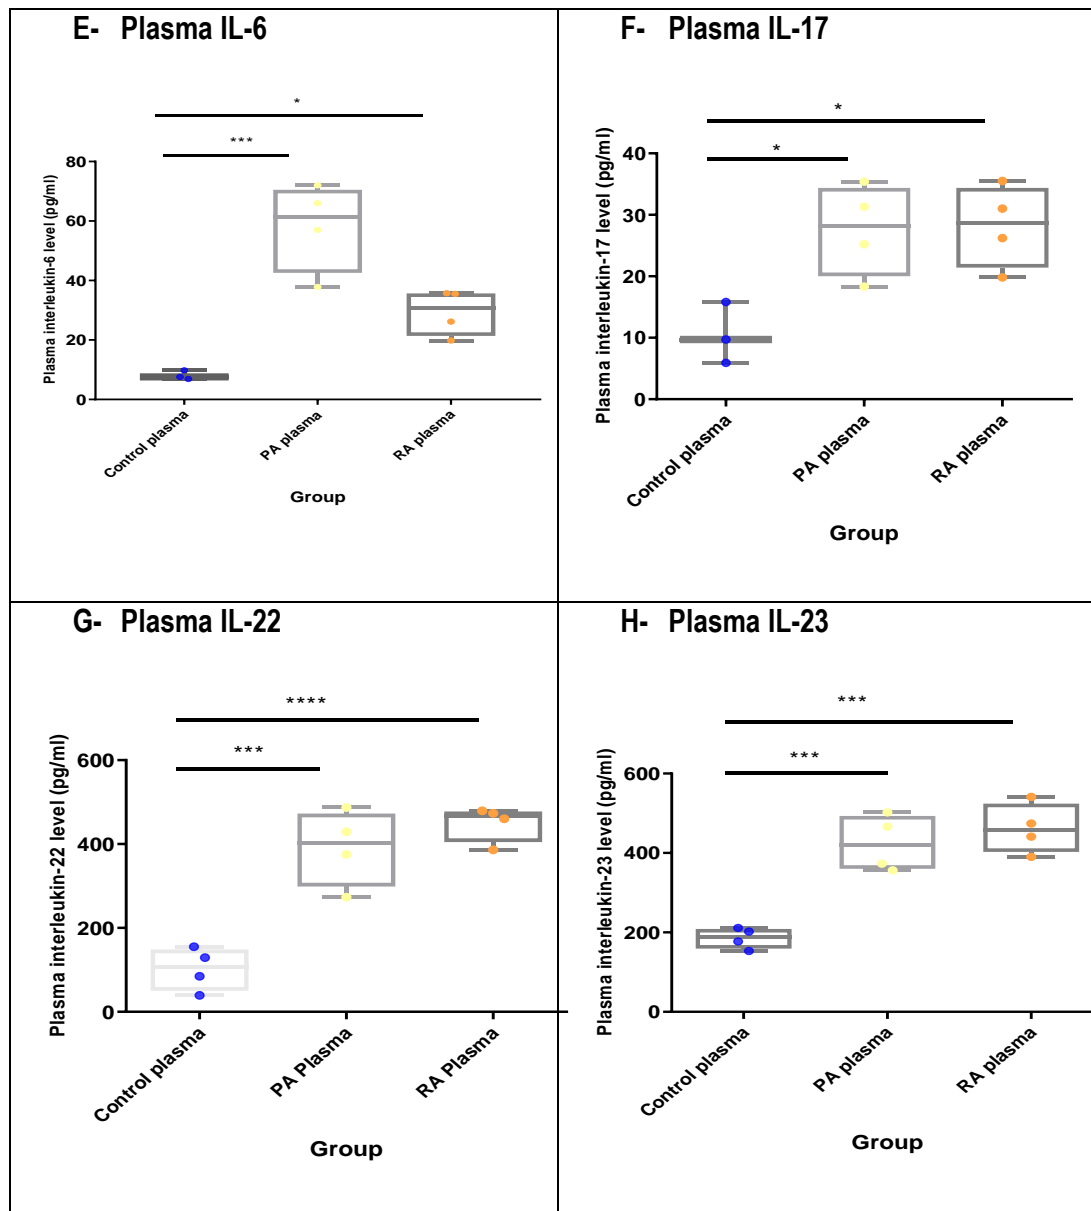 E- Plasma IL-6
*
***
Plasma interleukin-6 level (pg/ml)
80
60
40
20
0
Control plasma
PA plasma
RA plasma
Group
F- Plasma IL-17
*
*
Plasma interleukin-17 level (pg/ml)
40
30
20
10
0
Control plasma
PA plasma
RA plasma
Group
G- Plasma IL-22
****
***
Plasma interleukin-22 level (pg/ml)
600
400
200
0
Control plasma
PA Plasma
RA Plasma
Group
H- Plasma IL-23
***
***
Plasma interleukin-23 level (pg/ml)
600
400
200
0
Control plasma
PA plasma
RA plasma
Group